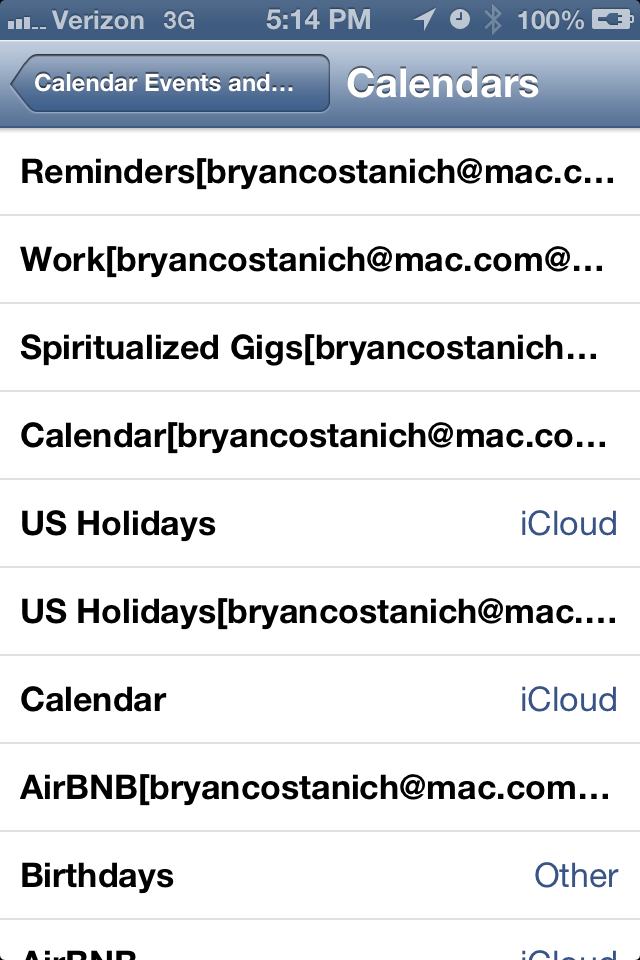 Verizon 3G 5:14 PM 100%
Calendar Events and... Calendars
Reminders[bryancostanich@mac.c...
Work[bryancostanich@mac.com@...
Spiritualized Gigs[bryancostanich...
Calendar[bryancostanich@mac.co...
US Holidays iCloud
US Holidays[bryancostanich@mac....
Calendar iCloud
AirBNB[bryancostanich@mac.com...
Birthdays Other
AirBNB iCloud